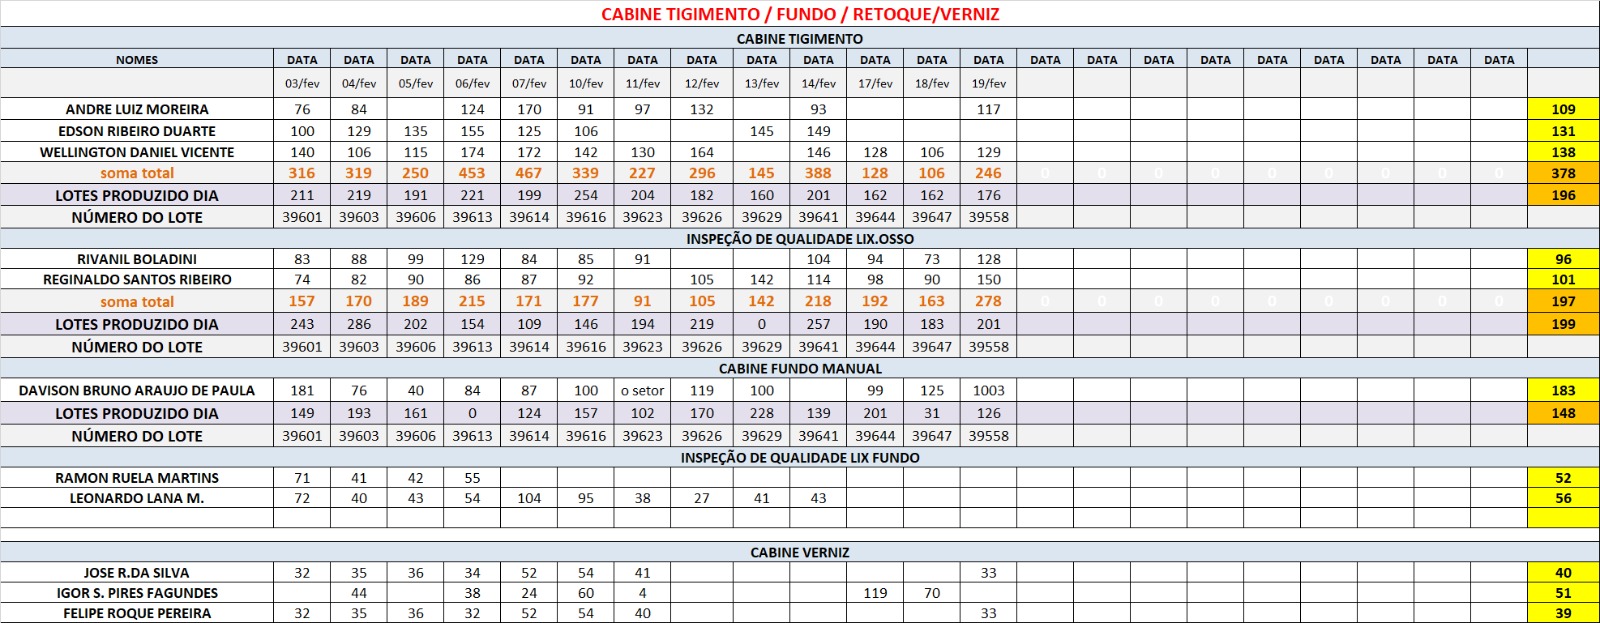 CABINE TIGIMENTO / FUNDO / RETOQUE/VERNIZ
CABINE TIGIMENTO
NOMES DATA DATA DATA DATA DATA DATA DATA DATA DATA DATA DATA DATA DATA DATA DATA DATA DATA DATA DATA DATA DATA DATA
03/fev 04/fev 05/fev 06/fev 07/fev 10/fev 11/fev 12/fev 13/fev 14/fev 17/fev 18/fev 19/fev
ANDRE LUIZ MOREIRA 76 84 124 170 91 97 132 93 117 109
EDSON RIBEIRO DUARTE 100 129 135 155 125 106 145 149 131
WELLINGTON DANIEL VICENTE 140 106 115 174 172 142 130 164 146 128 106 129 138
soma total 316 319 250 453 467 339 227 296 145 388 128 106 246 0 0 0 0 0 0 0 0 0 378
LOTES PRODUZIDO DIA 211 219 191 221 199 254 204 182 160 201 162 162 176 196
NÚMERO DO LOTE 39601 39603 39606 39613 39614 39616 39623 39626 39629 39641 39644 39647 39558
INSPEÇÃO DE QUALIDADE LIX.OSSO
RIVANIL BOLADINI 83 88 99 129 84 85 91 104 94 73 128 96
REGINALDO SANTOS RIBEIRO 74 82 90 86 87 92 105 142 114 98 90 150 101
soma total 157 170 189 215 171 177 91 105 142 218 192 163 278 0 0 0 0 0 0 0 0 0 197
LOTES PRODUZIDO DIA 243 286 202 154 109 146 194 219 0 257 190 183 201 199
NÚMERO DO LOTE 39601 39603 39606 39613 39614 39616 39623 39626 39629 39641 39644 39647 39558
CABINE FUNDO MANUAL
DAVISON BRUNO ARAUJO DE PAULA 181 76 40 84 87 100 o setor 119 100 99 125 1003 183
LOTES PRODUZIDO DIA 149 193 161 0 124 157 102 170 228 139 201 31 126 148
NÚMERO DO LOTE 39601 39603 39606 39613 39614 39616 39623 39626 39629 39641 39644 39647 39558
INSPEÇÃO DE QUALIDADE LIX FUNDO
RAMON RUELA MARTINS 71 41 42 55 52
LEONARDO LANA M. 72 40 43 54 104 95 38 27 41 43 56
CABINE VERNIZ
JOSE R.DA SILVA 32 35 36 34 52 54 41 33 40
IGOR S. PIRES FAGUNDES 44 38 24 60 4 119 70 51
FELIPE ROQUE PEREIRA 32 35 36 32 52 54 40 33 39